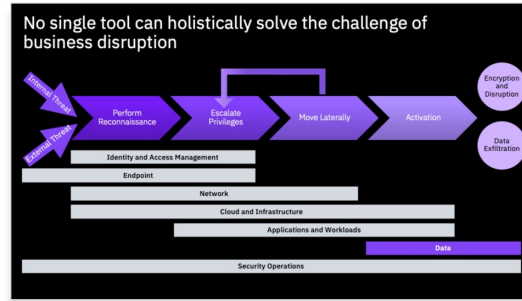 No single tool can holistically solve the challenge of
business disruption
Internal Threat
External Threat
Perform
Reconnaissance
Escalate
Privileges
Move Laterally
Activation
Encryption
and
Disruption
Data
Exfiltration
Identity and Access Management
Endpoint
Network
Cloud and Infrastructure
Applications and Workloads
Data
Security Operations